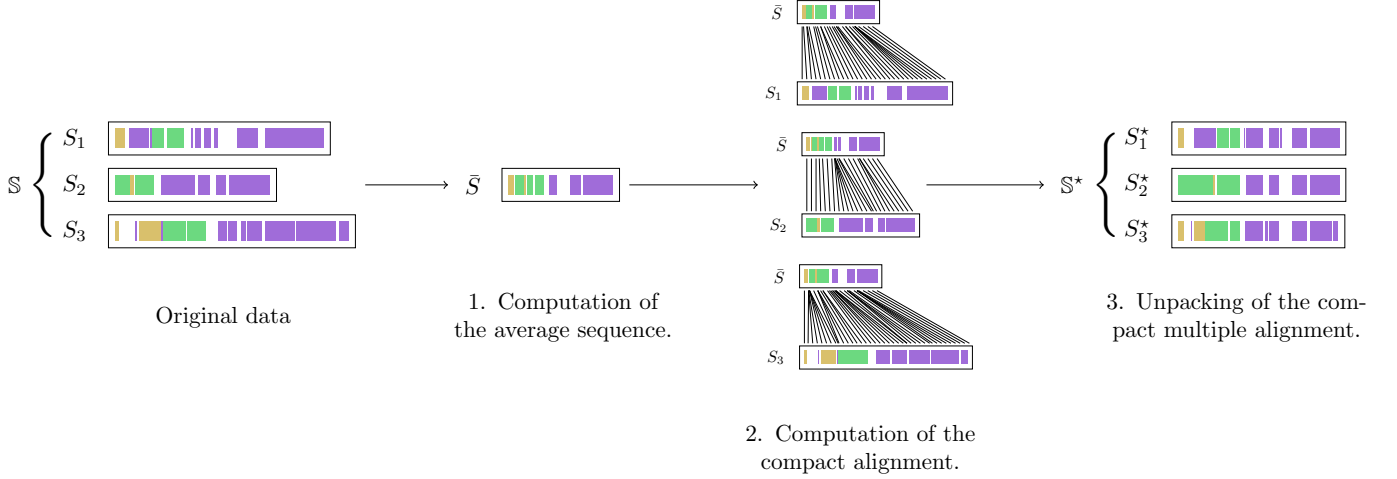 𝕊
S₁
S₂
S₃
Original data
S̄
1. Computation of
the average sequence.
S̄
S₁
S̄
S₂
S̄
S₃
2. Computation of the
compact alignment.
𝕊⋆
S₁⋆
S₂⋆
S₃⋆
3. Unpacking of the com-
pact multiple alignment.